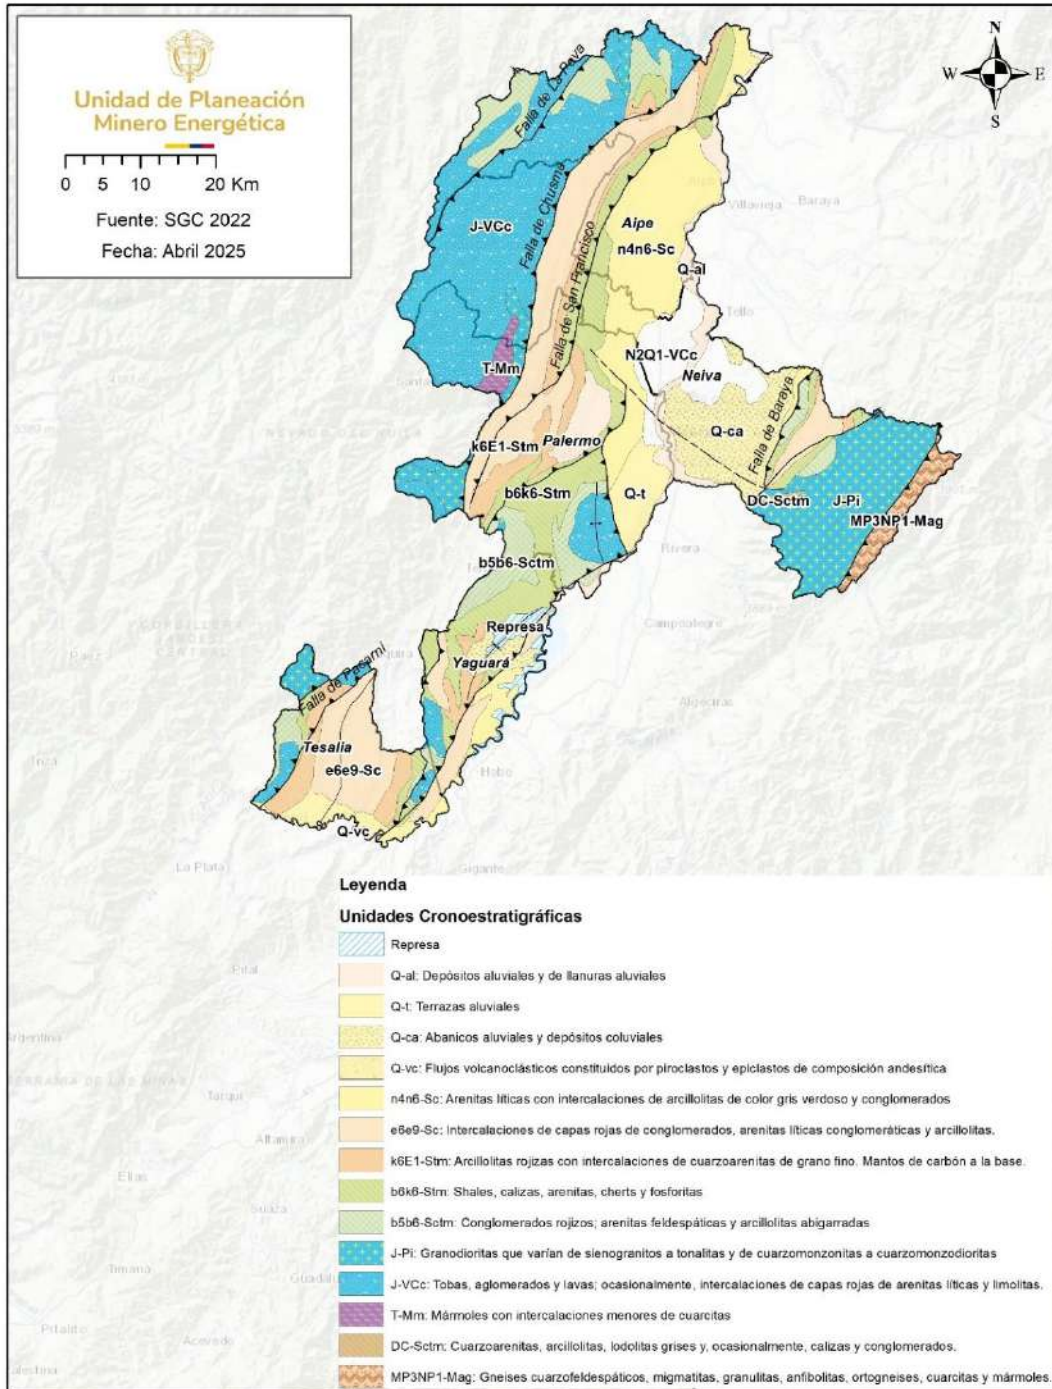 Unidad de Planeación
Minero Energética
0 5 10 20 Km
Fuente: SGC 2022
Fecha: Abril 2025
N
W E
S
Falla de La Baya
Falla de Chusma
J-VCc
Aipe
n4n6-Sc
Villavieja
Baraya
Q-al
Falla de San Francisco
Tello
N2Q1-VCc
Neiva
T-Mm
Falla de Baraya
Q-ca
Palermo
k6E1-Stm
b6k6-Stm
Q-t
DC-Sctm
J-Pi
MP3NP1-Mag
Rivera
b5b6-Sctm
Campoalegre
Represa
Yaguará
Algeciras
Falla de Pasarní
Tesalia
e6e9-Sc
Hobo
Q-vc
La Plata
Gigante
Pital
Tarqui
Altamira
Elías
Suaza
Timaná
Pitalito
Acevedo
Leyenda
Unidades Cronoestratigráficas
Represa
Q-al: Depósitos aluviales y de llanuras aluviales
Q-t: Terrazas aluviales
Q-ca: Abanicos aluviales y depósitos coluviales
Q-vc: Flujos volcanoclásticos constituidos por piroclastos y epiclastos de composición andesítica
n4n6-Sc: Arenitas líticas con intercalaciones de arcillolitas de color gris verdoso y conglomerados
e6e9-Sc: Intercalaciones de capas rojas de conglomerados, arenitas líticas conglomeráticas y arcillolitas.
k6E1-Stm: Arcillolitas rojizas con intercalaciones de cuarzoarenitas de grano fino. Mantos de carbón a la base.
b6k6-Stm: Shales, calizas, arenitas, cherts y fosforitas
b5b6-Sctm: Conglomerados rojizos; arenitas feldespáticas y arcillolitas abigarradas
J-Pi: Granodioritas que varían de sienogranitos a tonalitas y de cuarzomonzonitas a cuarzomonzodioritas
J-VCc: Tobas, aglomerados y lavas; ocasionalmente, intercalaciones de capas rojas de arenitas líticas y limolitas.
T-Mm: Mármoles con intercalaciones menores de cuarcitas
DC-Sctm: Cuarzoarenitas, arcillolitas, lodolitas grises y, ocasionalmente, calizas y conglomerados.
MP3NP1-Mag: Gneises cuarzofeldespáticos, migmatitas, granulitas, anfibolitas, ortogneises, cuarcitas y mármoles.